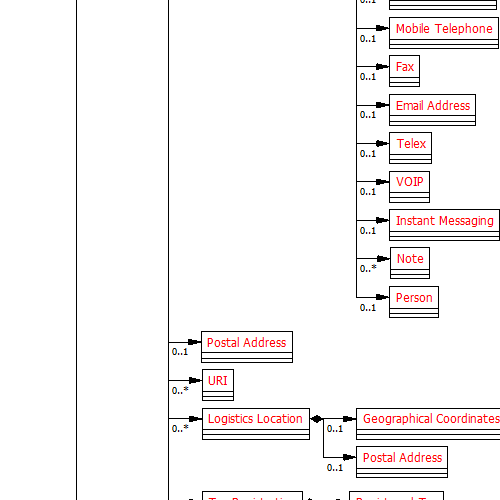 0..1
Mobile Telephone
0..1
Fax
0..1
Email Address
0..1
Telex
0..1
VOIP
0..1
Instant Messaging
0..1
Note
0..*
Person
0..1
Postal Address
0..1
URI
0..*
Logistics Location
Geographical Coordinates
0..*
0..1
Postal Address
0..1